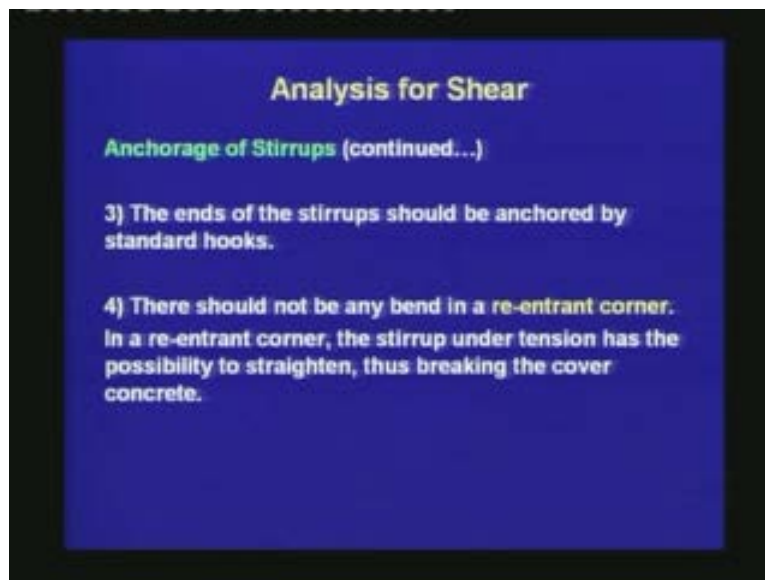 Analysis for Shear
Anchorage of Stirrups (continued...)
3) The ends of the stirrups should be anchored by
standard hooks.
4) There should not be any bend in a re-entrant corner.
In a re-entrant corner, the stirrup under tension has the
possibility to straighten, thus breaking the cover
concrete.